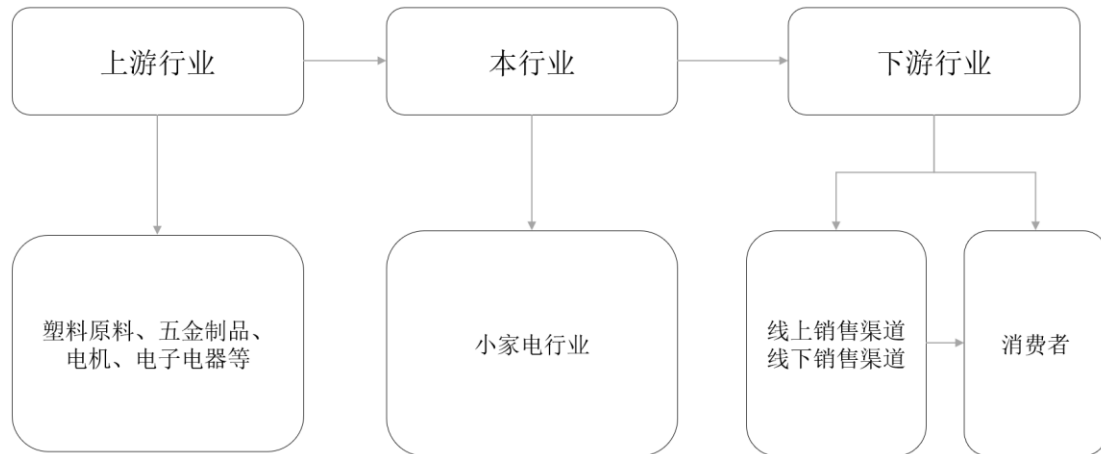 上游行业
本行业
下游行业
塑料原料、五金制品、
电机、电子电器等
小家电行业
线上销售渠道
线下销售渠道
消费者